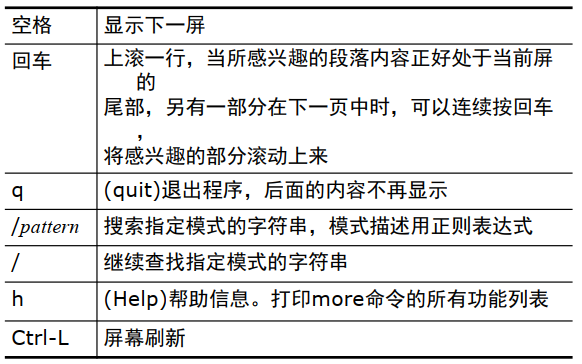 空格 显示下一屏
回车 上滚一行，当所感兴趣的段落内容正好处于当前屏
的
尾部，另有一部分在下一页中时，可以连续按回车
，
将感兴趣的部分滚动上来
q (quit)退出程序，后面的内容不再显示
/pattern 搜索指定模式的字符串，模式描述用正则表达式
/ 继续查找指定模式的字符串
h (Help)帮助信息。打印more命令的所有功能列表
Ctrl-L 屏幕刷新